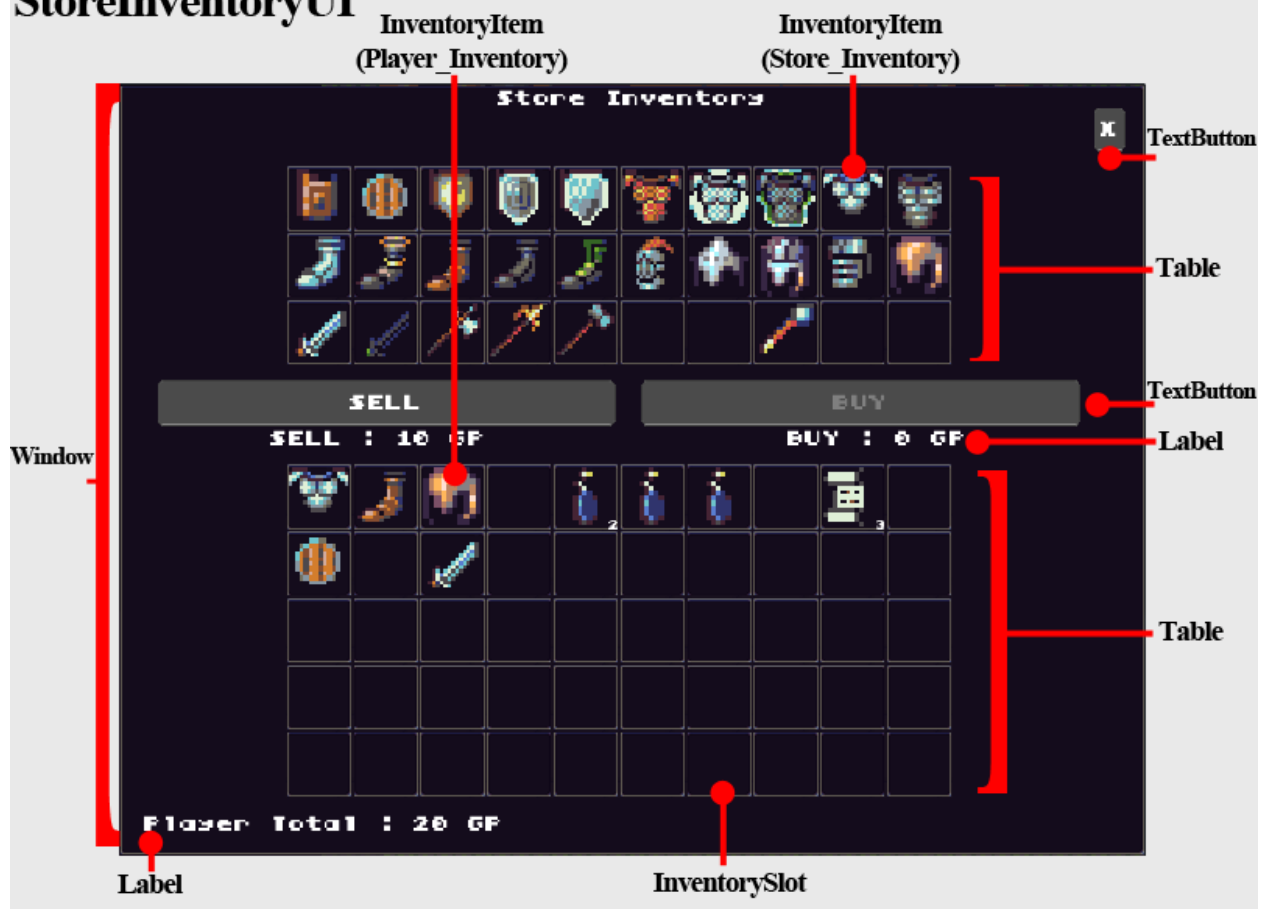 StoreInventoryUI
InventoryItem
(Player_Inventory)
InventoryItem
(Store_Inventory)
Store Inventory
X
TextButton
Table
SELL
BUY
TextButton
SELL : 10 GP
BUY : 0 GP
Label
Window
2
3
Table
Player Total : 20 GP
Label
InventorySlot